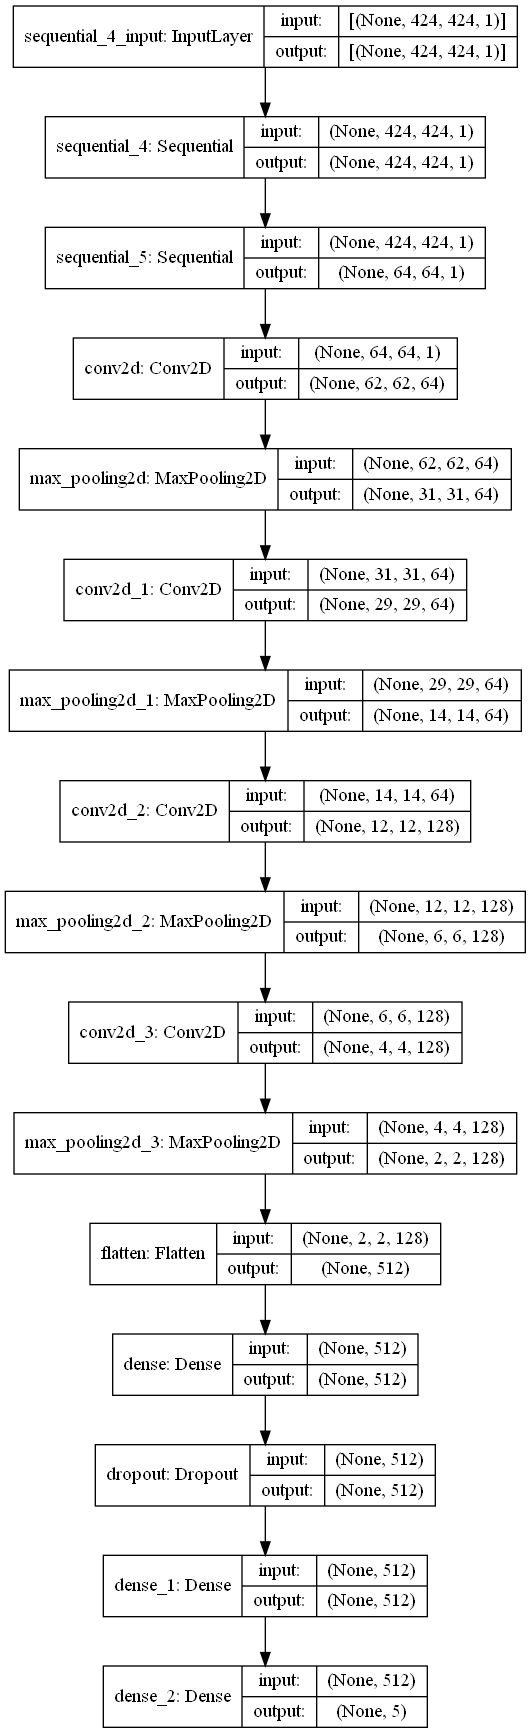 sequential_4_input: InputLayer
input:
[(None, 424, 424, 1)]
output:
[(None, 424, 424, 1)]
sequential_4: Sequential
input:
(None, 424, 424, 1)
output:
(None, 424, 424, 1)
sequential_5: Sequential
input:
(None, 424, 424, 1)
output:
(None, 64, 64, 1)
conv2d: Conv2D
input:
(None, 64, 64, 1)
output:
(None, 62, 62, 64)
max_pooling2d: MaxPooling2D
input:
(None, 62, 62, 64)
output:
(None, 31, 31, 64)
conv2d_1: Conv2D
input:
(None, 31, 31, 64)
output:
(None, 29, 29, 64)
max_pooling2d_1: MaxPooling2D
input:
(None, 29, 29, 64)
output:
(None, 14, 14, 64)
conv2d_2: Conv2D
input:
(None, 14, 14, 64)
output:
(None, 12, 12, 128)
max_pooling2d_2: MaxPooling2D
input:
(None, 12, 12, 128)
output:
(None, 6, 6, 128)
conv2d_3: Conv2D
input:
(None, 6, 6, 128)
output:
(None, 4, 4, 128)
max_pooling2d_3: MaxPooling2D
input:
(None, 4, 4, 128)
output:
(None, 2, 2, 128)
flatten: Flatten
input:
(None, 2, 2, 128)
output:
(None, 512)
dense: Dense
input:
(None, 512)
output:
(None, 512)
dropout: Dropout
input:
(None, 512)
output:
(None, 512)
dense_1: Dense
input:
(None, 512)
output:
(None, 512)
dense_2: Dense
input:
(None, 512)
output:
(None, 5)